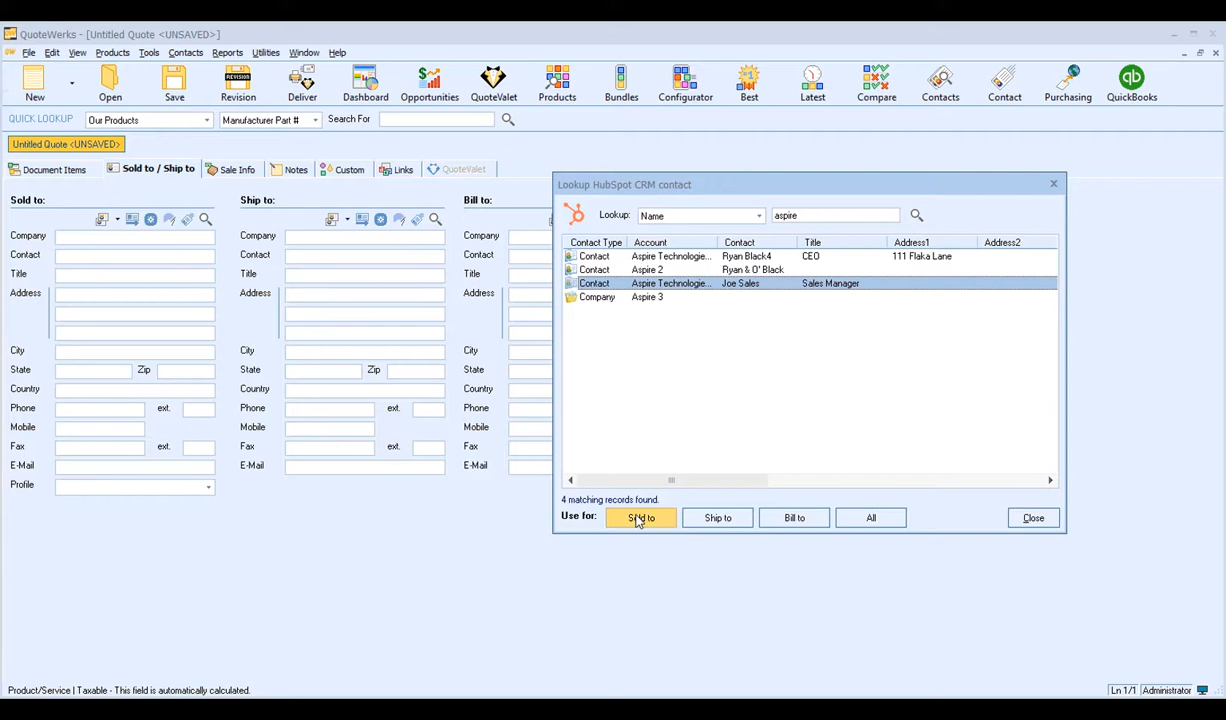 QuoteWerks - [Untitled Quote <UNSAVED>]
File Edit View Products Tools Contacts Reports Utilities Window Help
New Open Save Revision Deliver Dashboard Opportunities QuoteValet Products Bundles Configurator Best Latest Compare Contacts Contact Purchasing QuickBooks
QUICK LOOKUP Our Products Manufacturer Part # Search For
Untitled Quote <UNSAVED>
Document Items Sold to / Ship to Sale Info Notes Custom Links QuoteValet
Sold to: Ship to: Bill to:
Company Company Company
Contact Contact Contact
Title Title Title
Address Address Address
City City City
State Zip State Zip State
Country Country Country
Phone ext. Phone ext. Phone
Mobile Mobile Mobile
Fax ext. Fax ext. Fax
E-Mail E-Mail E-Mail
Profile
Lookup HubSpot CRM contact
Lookup: Name aspire
Contact Type Account Contact Title Address1 Address2
Contact Aspire Technologie... Ryan Black4 CEO 111 Flaka Lane
Contact Aspire 2 Ryan & O' Black
Contact Aspire Technologie... Joe Sales Sales Manager
Company Aspire 3
4 matching records found.
Use for: Sold to Ship to Bill to All Close
Product/Service | Taxable - This field is automatically calculated. Ln 1/1 Administrator